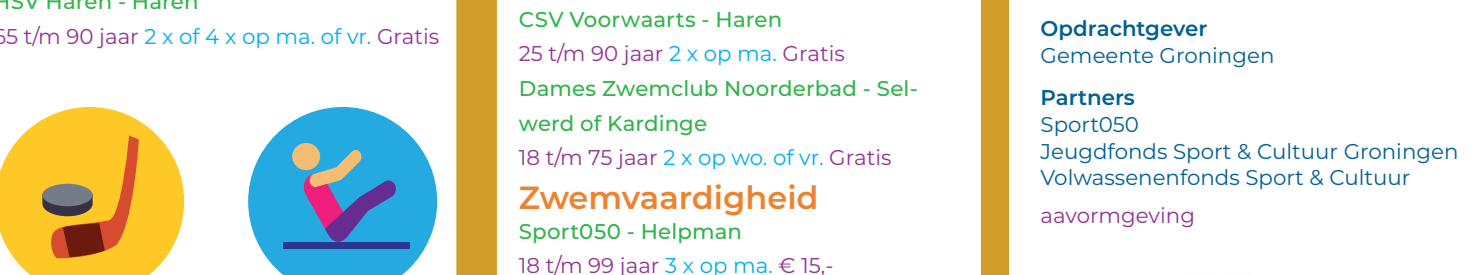 HSV Haren - Haren
65 t/m 90 jaar 2 x of 4 x op ma. of vr. Gratis
CSV Voorwaarts - Haren
25 t/m 90 jaar 2 x op ma. Gratis
Dames Zwemclub Noorderbad - Sel-
werd of Kardinge
18 t/m 75 jaar 2 x op wo. of vr. Gratis
Zwemvaardigheid
Sport050 - Helpman
18 t/m 99 jaar 3 x op ma. € 15,-
Opdrachtgever
Gemeente Groningen
Partners
Sport050
Jeugdfonds Sport & Cultuur Groningen
Volwassenenfonds Sport & Cultuur
aavormgeving